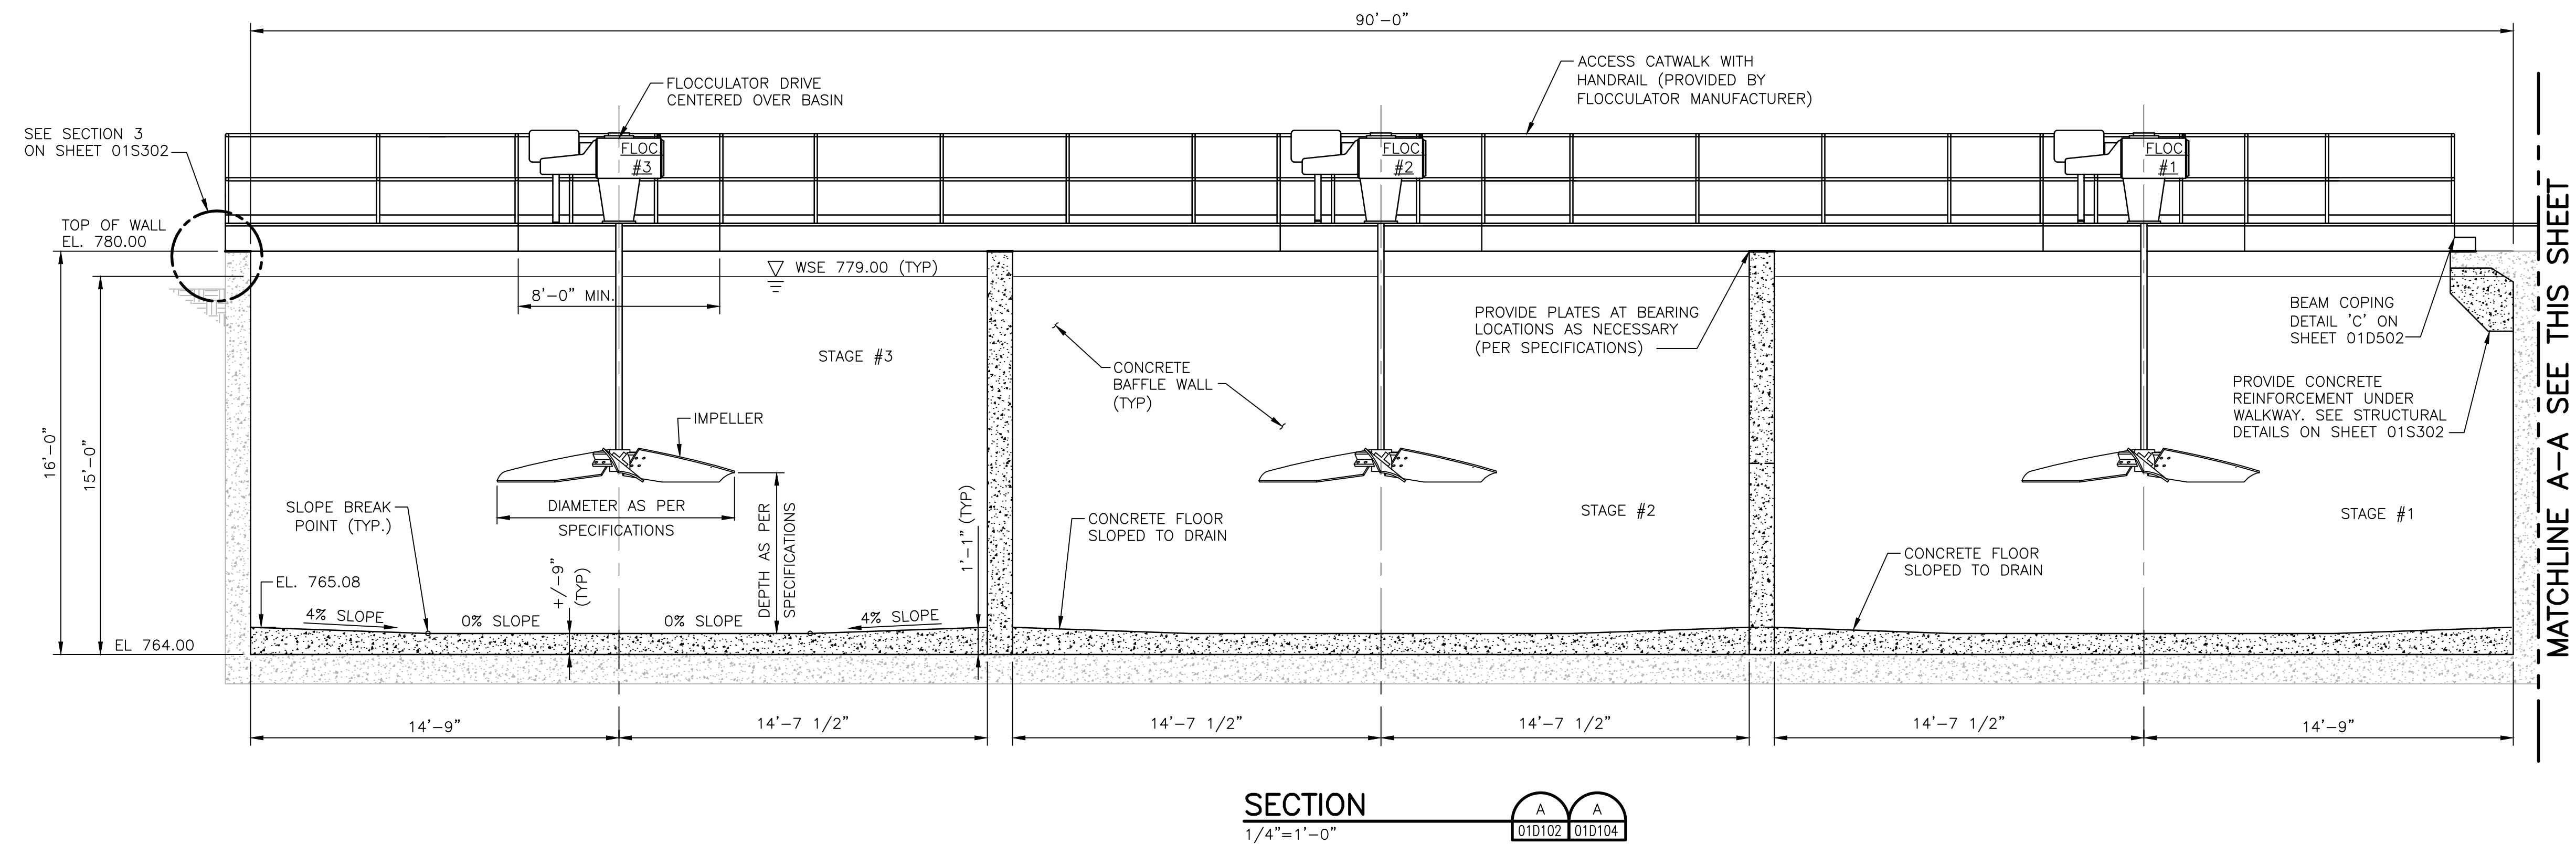 90'-0"
FLOCCULATOR DRIVE
CENTERED OVER BASIN
ACCESS CATWALK WITH
HANDRAIL (PROVIDED BY
FLOCCULATOR MANUFACTURER)
SEE SECTION 3
ON SHEET 01S302
FLOC
#3
FLOC
#2
FLOC
#1
TOP OF WALL
EL. 780.00
WSE 779.00 (TYP)
8'-0" MIN.
STAGE #3
CONCRETE
BAFFLE WALL
(TYP)
PROVIDE PLATES AT BEARING
LOCATIONS AS NECESSARY
(PER SPECIFICATIONS)
BEAM COPING
DETAIL 'C' ON
SHEET 01D502
PROVIDE CONCRETE
REINFORCEMENT UNDER
WALKWAY. SEE STRUCTURAL
DETAILS ON SHEET 01S302
IMPELLER
16'-0"
15'-0"
SLOPE BREAK
POINT (TYP.)
DIAMETER AS PER
SPECIFICATIONS
DEPTH AS PER
SPECIFICATIONS
1'-1" (TYP)
CONCRETE FLOOR
SLOPED TO DRAIN
STAGE #2
STAGE #1
CONCRETE FLOOR
SLOPED TO DRAIN
EL. 765.08
+/-9"
(TYP)
4% SLOPE
0% SLOPE
0% SLOPE
4% SLOPE
EL 764.00
14'-9"
14'-7 1/2"
14'-7 1/2"
14'-7 1/2"
14'-7 1/2"
14'-9"
MATCHLINE A-A SEE THIS SHEET
SECTION
1/4"=1'-0"
A
01D102
A
01D104